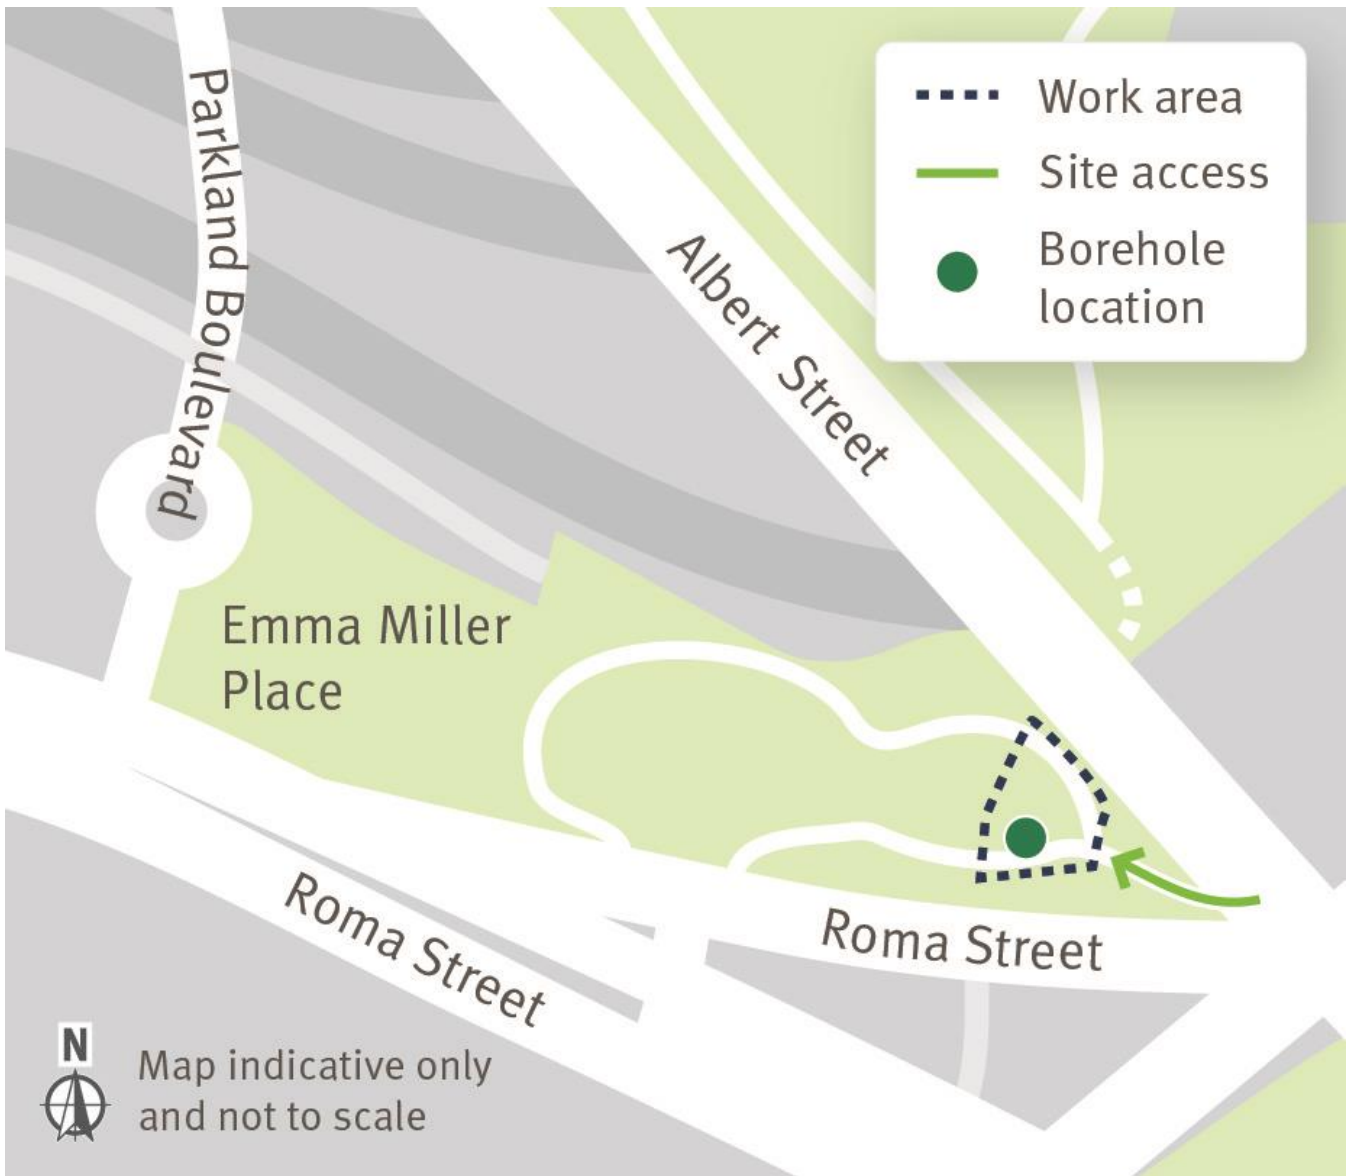 Parkland Boulevard
Work area
Site access
Borehole
location
Albert Street
Emma Miller
Place
Roma Street
Roma Street
N
Map indicative only
and not to scale